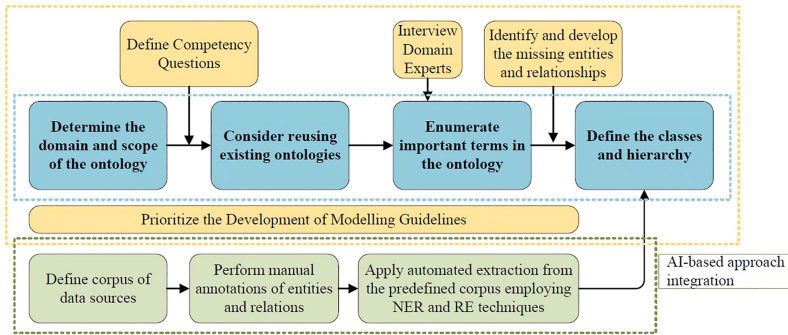 Define Competency
Questions
Interview
Domain
Experts
Identify and develop
the missing entities
and relationships
Determine the
domain and scope
of the ontology
Consider reusing
existing ontologies
Enumerate
important terms in
the ontology
Define the classes
and hierarchy
Prioritize the Development of Modelling Guidelines
Define corpus of
data sources
Perform manual
annotations of entities
and relations
Apply automated extraction from
the predefined corpus employing
NER and RE techniques
AI-based approach
integration